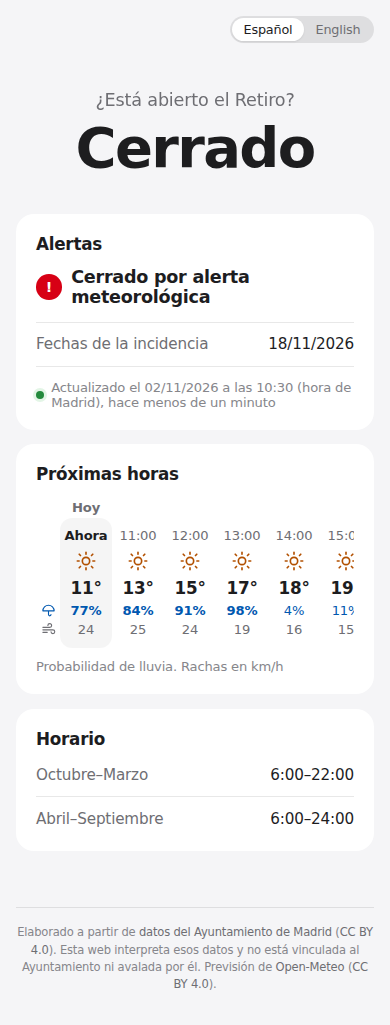 Español English
¿Está abierto el Retiro?
Cerrado
Alertas
! Cerrado por alerta
meteorológica
Fechas de la incidencia 18/11/2026
Actualizado el 02/11/2026 a las 10:30 (hora de
Madrid), hace menos de un minuto
Próximas horas
Hoy
Ahora 11:00 12:00 13:00 14:00 15:0
11° 13° 15° 17° 18° 19
77% 84% 91% 98% 4% 11%
24 25 24 19 16 15
Probabilidad de lluvia. Rachas en km/h
Horario
Octubre–Marzo 6:00–22:00
Abril–Septiembre 6:00–24:00
Elaborado a partir de datos del Ayuntamiento de Madrid (CC BY
4.0). Esta web interpreta esos datos y no está vinculada al
Ayuntamiento ni avalada por él. Previsión de Open-Meteo (CC
BY 4.0).